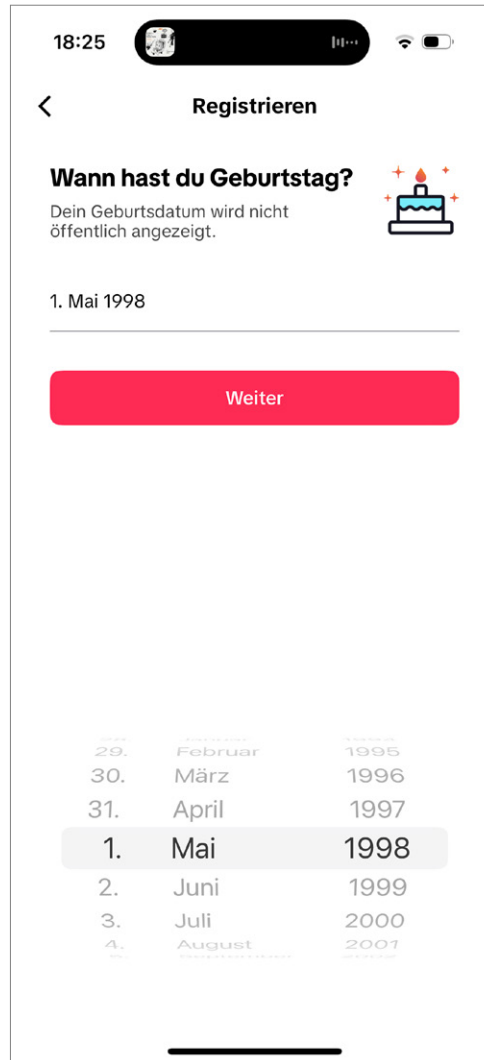 18:25
Registrieren
Wann hast du Geburtstag?
Dein Geburtsdatum wird nicht
öffentlich angezeigt.
1. Mai 1998
Weiter
29. Februar 1995
30. März 1996
31. April 1997
1. Mai 1998
2. Juni 1999
3. Juli 2000
4. August 2001